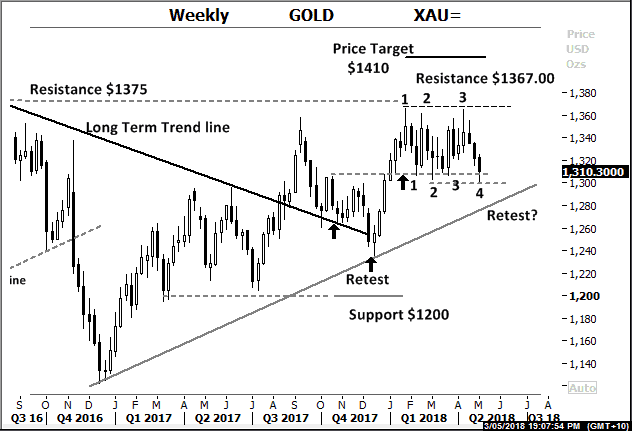 Weekly GOLD XAU=
Price
USD
Ozs
Price Target
$1410
Resistance $1375
Resistance $1367.00
1 2 3
Long Term Trend line
1 2 3 4
Retest?
Retest
ine
Support $1200
1,380
1,360
1,340
1,320
1,310.3000
1,300
1,280
1,260
1,240
1,220
1,200
1,180
1,160
1,140
Auto
S O N D J F M A M J J A S O N D J F M A M J J A
Q3 16 Q4 2016 Q1 2017 Q2 2017 Q3 2017 Q4 2017 Q1 2018 Q2 2018 Q3 18
3/05/2018 19:07:54 PM (GMT+10)